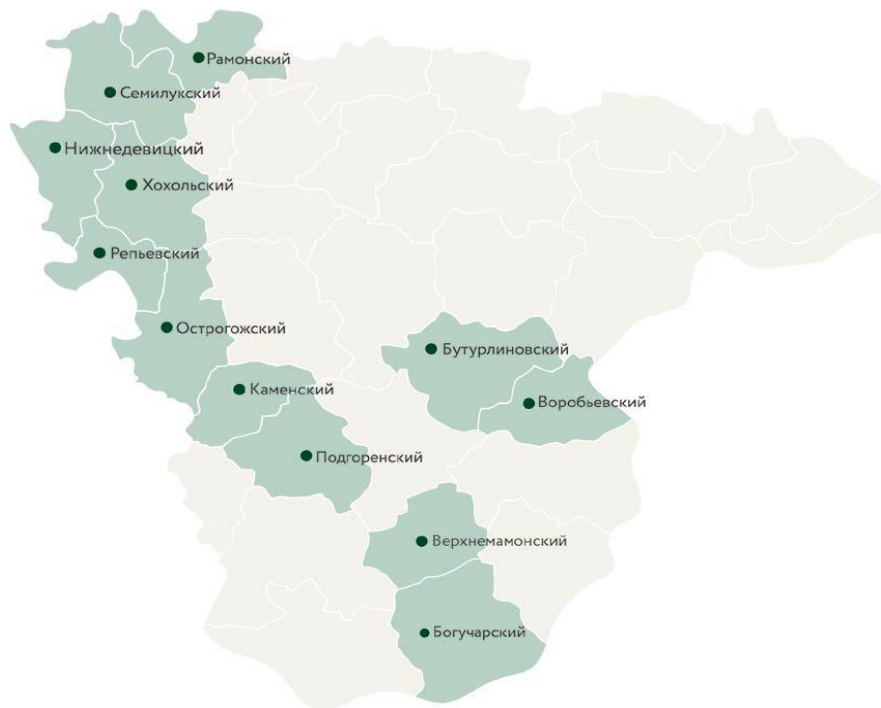 Рамонский
Семилукский
Нижнедевицкий
Хохольский
Репьевский
Острогожский
Бутурлиновский
Каменский
Воробьевский
Подгоренский
Верхнемамонский
Богучарский